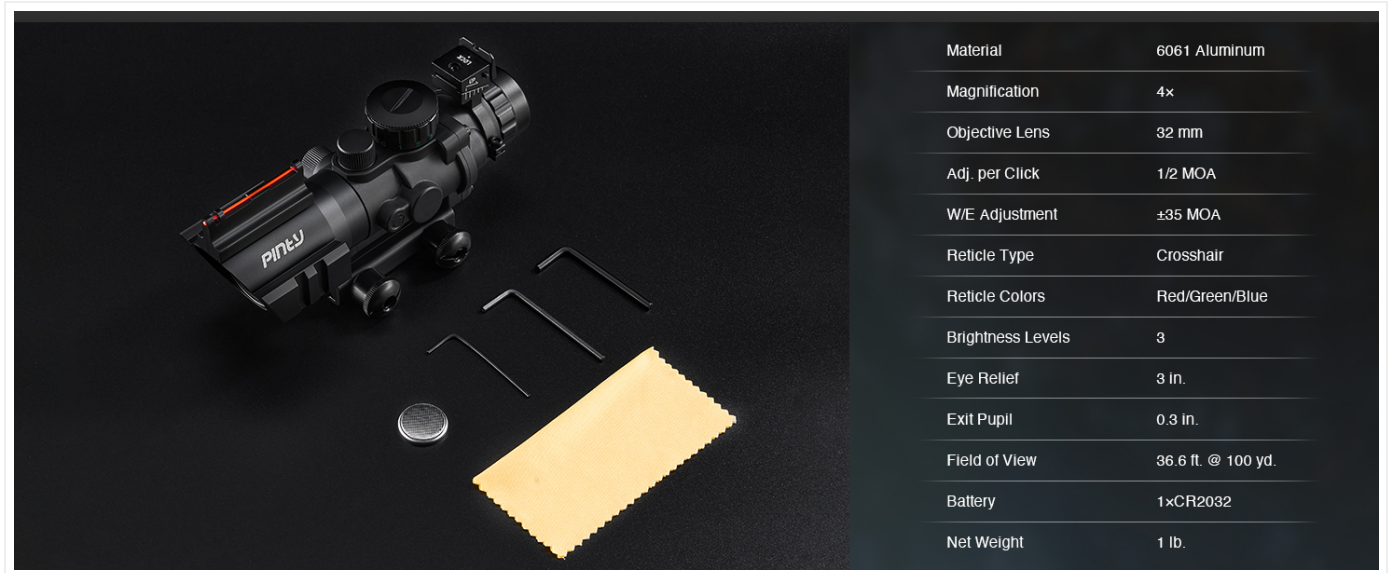 PINTY
Material 6061 Aluminum
Magnification 4×
Objective Lens 32 mm
Adj. per Click 1/2 MOA
W/E Adjustment ±35 MOA
Reticle Type Crosshair
Reticle Colors Red/Green/Blue
Brightness Levels 3
Eye Relief 3 in.
Exit Pupil 0.3 in.
Field of View 36.6 ft. @ 100 yd.
Battery 1×CR2032
Net Weight 1 lb.